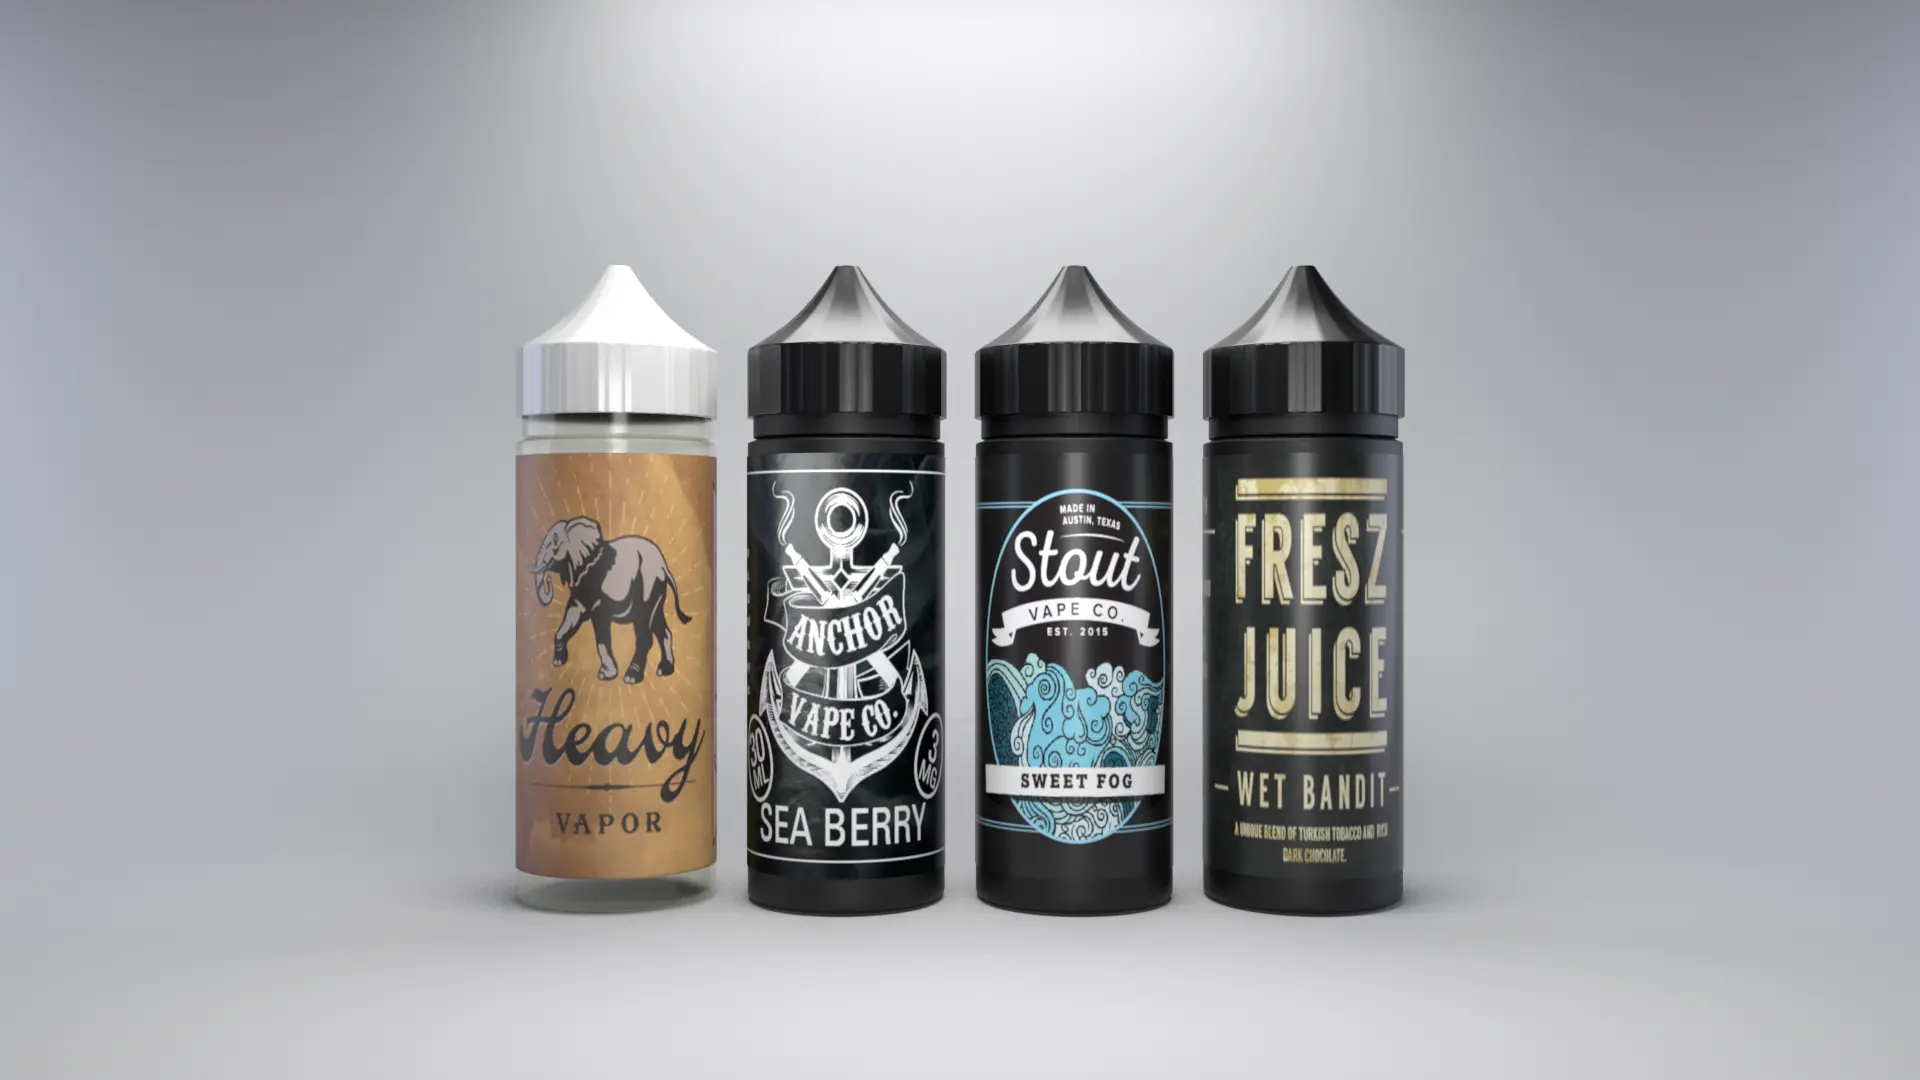 Heavy
VAPOR
ANCHOR
VAPE CO.
30
ML
3
MG
SEA BERRY
MADE IN
AUSTIN, TEXAS
Stout
VAPE CO.
EST. 2015
SWEET FOG
FRESZ
JUICE
WET BANDIT
A UNIQUE BLEND OF TURKISH TOBACCO AND RICH
DARK CHOCOLATE.